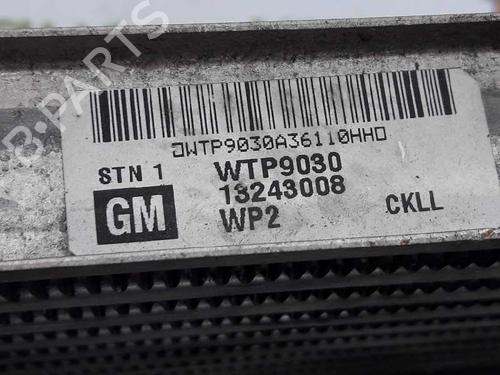 B-PARTS
JWTP9030A36110HHD
STN 1
WTP9030
GM
13243008
WP2
CKLL